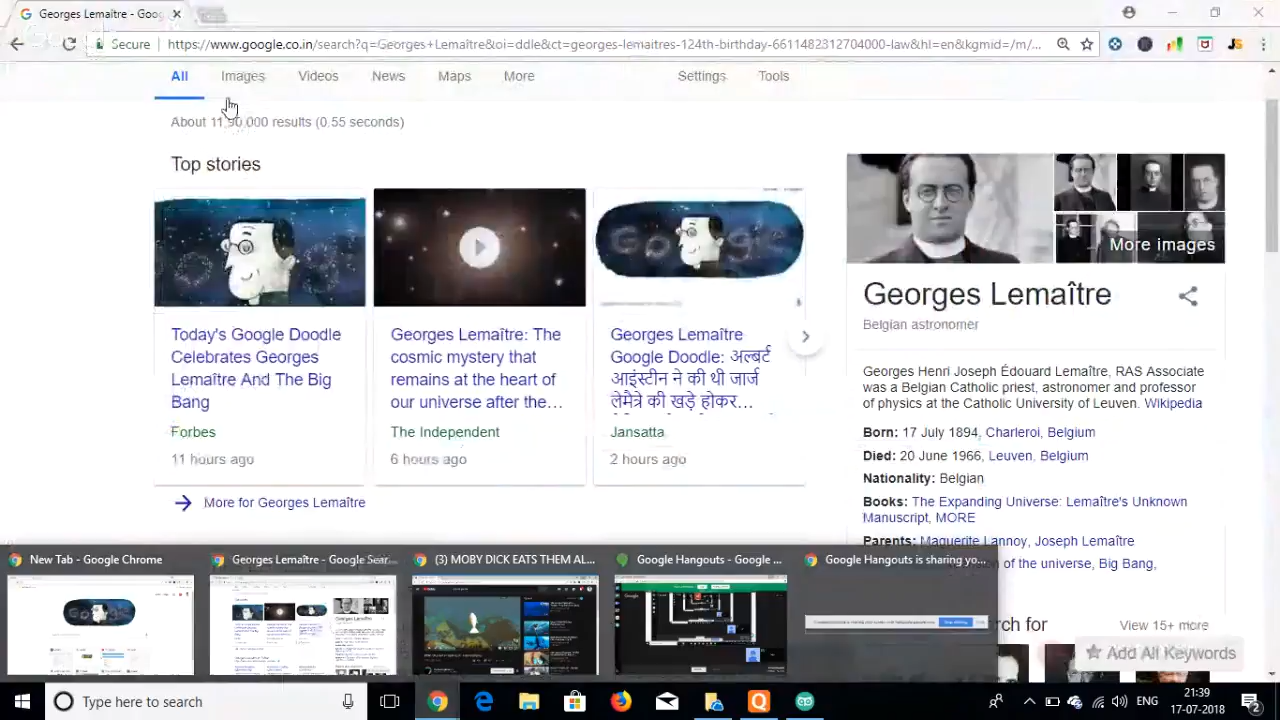 Georges Lemaître - Goo
Secure https://www.google.co.in/search?q=Georges+Lemaître&oi=ddle&ct=georges-lemaitres-124th-birthday-6611482312704000-law&hl=en&kgmid=/m/...
All Images Videos News Maps More Settings Tools
About 11,90,000 results (0.55 seconds)
Top stories
More images
Georges Lemaître
Belgian astronomer
Today's Google Doodle
Celebrates Georges
Lemaître And The Big
Bang
Forbes
11 hours ago
Georges Lemaître: The
cosmic mystery that
remains at the heart of
our universe after the...
The Independent
6 hours ago
Georges Lemaître
Google Doodle: अल्बर्ट
आइंस्टीन ने की थी जार्ज
लेमैत्रे की खड़े होकर...
Jansatta
2 hours ago
More for Georges Lemaître
Georges Henri Joseph Édouard Lemaître, RAS Associate
was a Belgian Catholic priest, astronomer and professor
of physics at the Catholic University of Leuven. Wikipedia
Born: 17 July 1894, Charleroi, Belgium
Died: 20 June 1966, Leuven, Belgium
Nationality: Belgian
Books: The Expanding Universe: Lemaître's Unknown
Manuscript, MORE
Parents: Marguerite Lannoy, Joseph Lemaître
of the universe, Big Bang,
ch for View 15+ more
All Keywords
New Tab - Google Chrome
Georges Lemaître - Google Sear...
(3) MOBY DICK EATS THEM AL...
Google Hangouts - Google ...
Google Hangouts is sharing yo...
Type here to search
ENG
21:39
17-07-2018